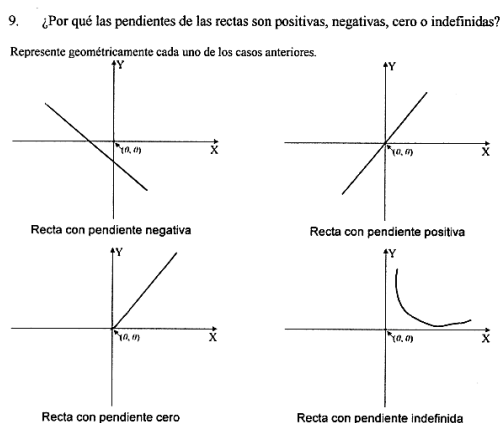 9. ¿Por qué las pendientes de las rectas son positivas, negativas, cero o indefinidas?
Represente geométricamente cada uno de los casos anteriores.
Y
(0, 0)
X
Recta con pendiente negativa
Y
(0, 0)
X
Recta con pendiente positiva
Y
(0, 0)
X
Recta con pendiente cero
Y
(0, 0)
X
Recta con pendiente indefinida